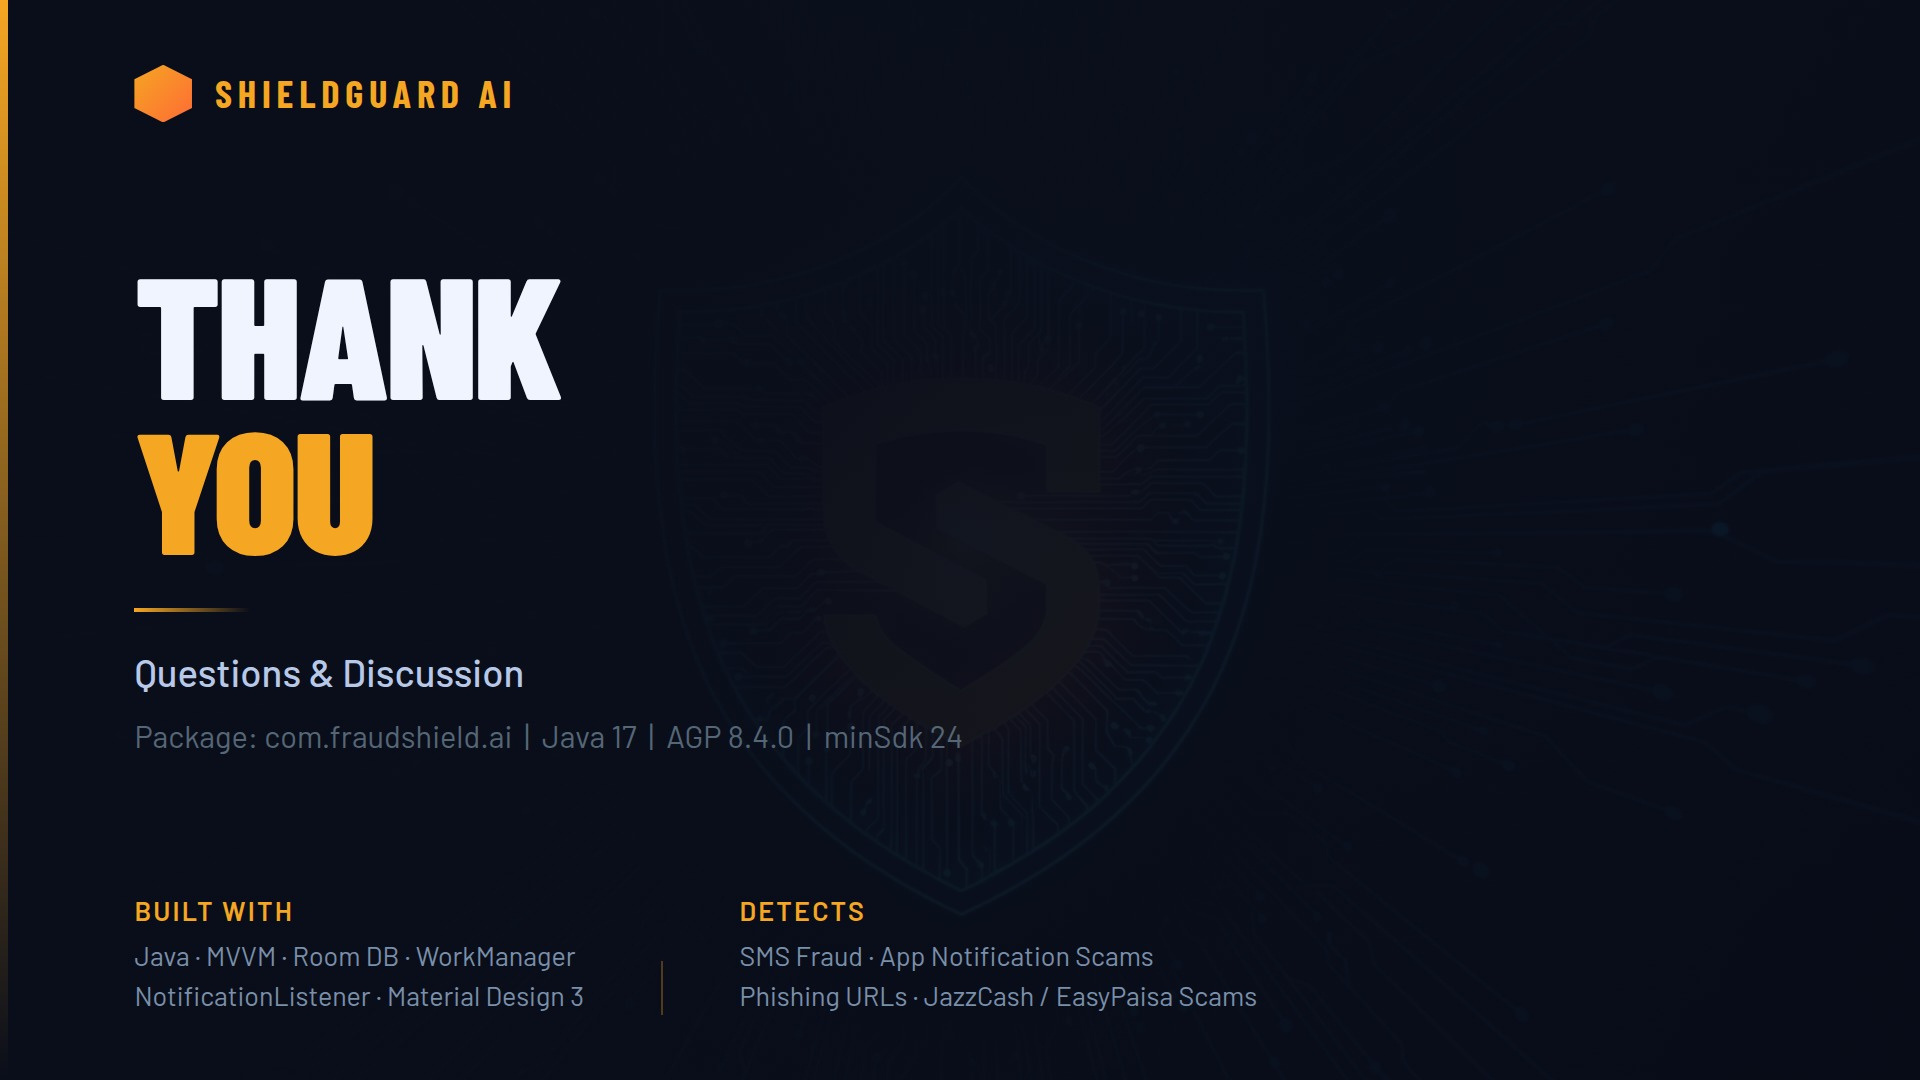 SHIELDGUARD AI
THANK
YOU
Questions & Discussion
Package: com.fraudshield.ai | Java 17 | AGP 8.4.0 | minSdk 24
BUILT WITH
Java · MVVM · Room DB · WorkManager
NotificationListener · Material Design 3
DETECTS
SMS Fraud · App Notification Scams
Phishing URLs · JazzCash / EasyPaisa Scams